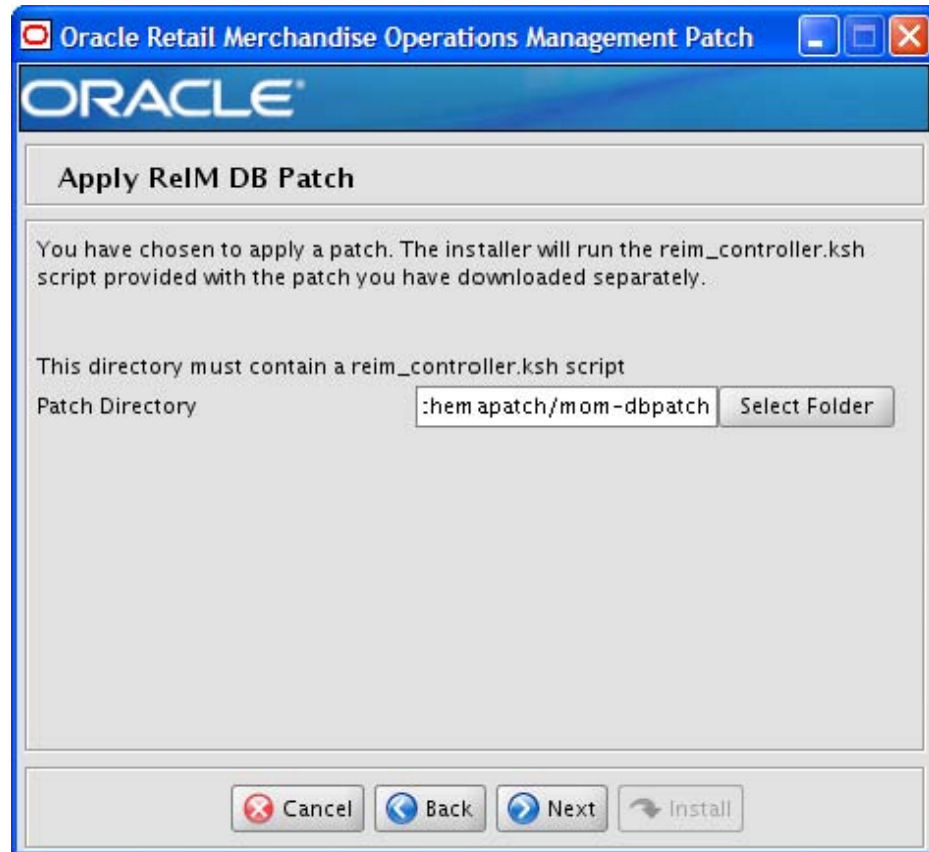 Oracle Retail Merchandise Operations Management Patch
ORACLE
Apply ReIM DB Patch
You have chosen to apply a patch. The installer will run the reim_controller.ksh
script provided with the patch you have downloaded separately.
This directory must contain a reim_controller.ksh script
Patch Directory :hemapatch/mom-dbpatch Select Folder
Cancel Back Next Install